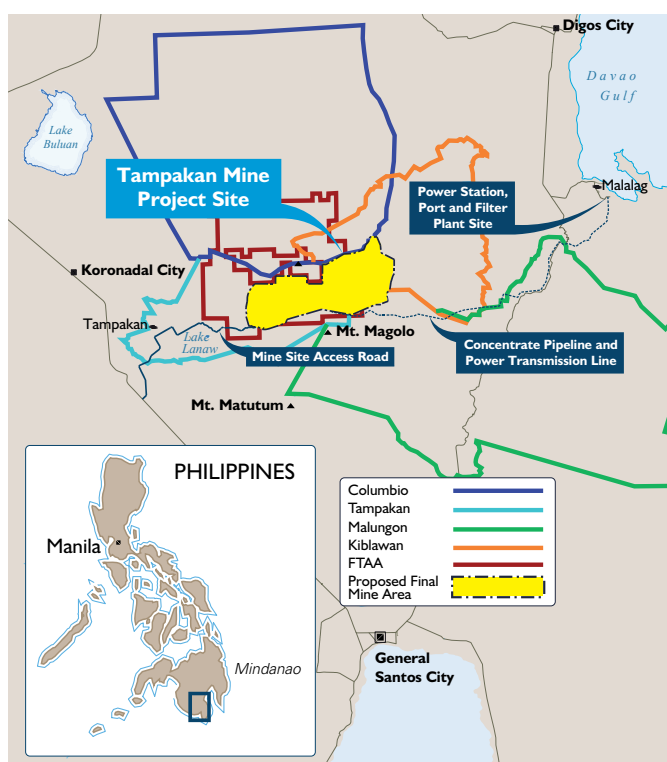 Digos City
Davao
Gulf
Lake
Buluan
Tampakan Mine
Project Site
Power Station,
Port and Filter
Plant Site
Malalag
Koronadal City
Tampakan
Lake
Lanaw
Mt. Magolo
Mine Site Access Road
Concentrate Pipeline and
Power Transmission Line
Mt. Matutum
PHILIPPINES
Manila
Mindanao
Columbio
Tampakan
Malungon
Kiblawan
FTAA
Proposed Final
Mine Area
General
Santos City